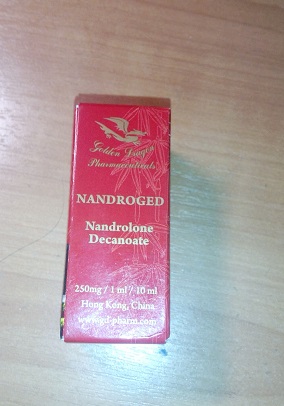 Golden Dragon
Pharmaceuticals
NANDROGED
Nandrolone
Decanoate
250mg / 1 ml / 10 ml
Hong Kong, China
www.gd-pharm.com